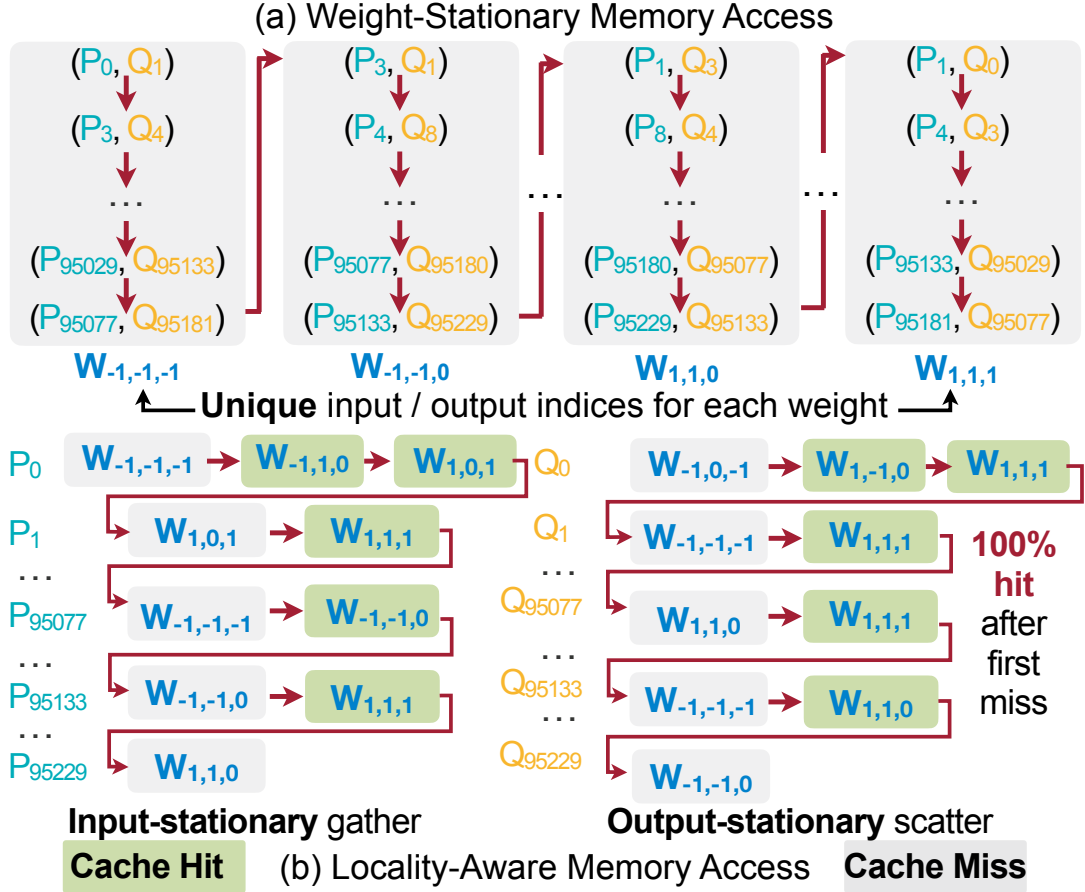 (a) Weight-Stationary Memory Access
(P0, Q1) (P3, Q1) (P1, Q3) (P1, Q0)
(P3, Q4) (P4, Q8) (P8, Q4) (P4, Q3)
... ... ... ... ... ...
(P95029, Q95133) (P95077, Q95180) (P95180, Q95077) (P95133, Q95029)
(P95077, Q95181) (P95133, Q95229) (P95229, Q95133) (P95181, Q95077)
W-1,-1,-1 W-1,-1,0 W1,1,0 W1,1,1
Unique input / output indices for each weight
P0 W-1,-1,-1 W-1,1,0 W1,0,1
P1 W1,0,1 W1,1,1
...
P95077 W-1,-1,-1 W-1,-1,0
...
P95133 W-1,-1,0 W1,1,1
...
P95229 W1,1,0
Input-stationary gather
Q0 W-1,0,-1 W1,-1,0 W1,1,1
Q1 W-1,-1,-1 W1,1,1
...
Q95077 W1,1,0 W1,1,1
...
Q95133 W-1,-1,-1 W1,1,0
...
Q95229 W-1,-1,0
100%
hit
after
first
miss
Output-stationary scatter
Cache Hit (b) Locality-Aware Memory Access Cache Miss